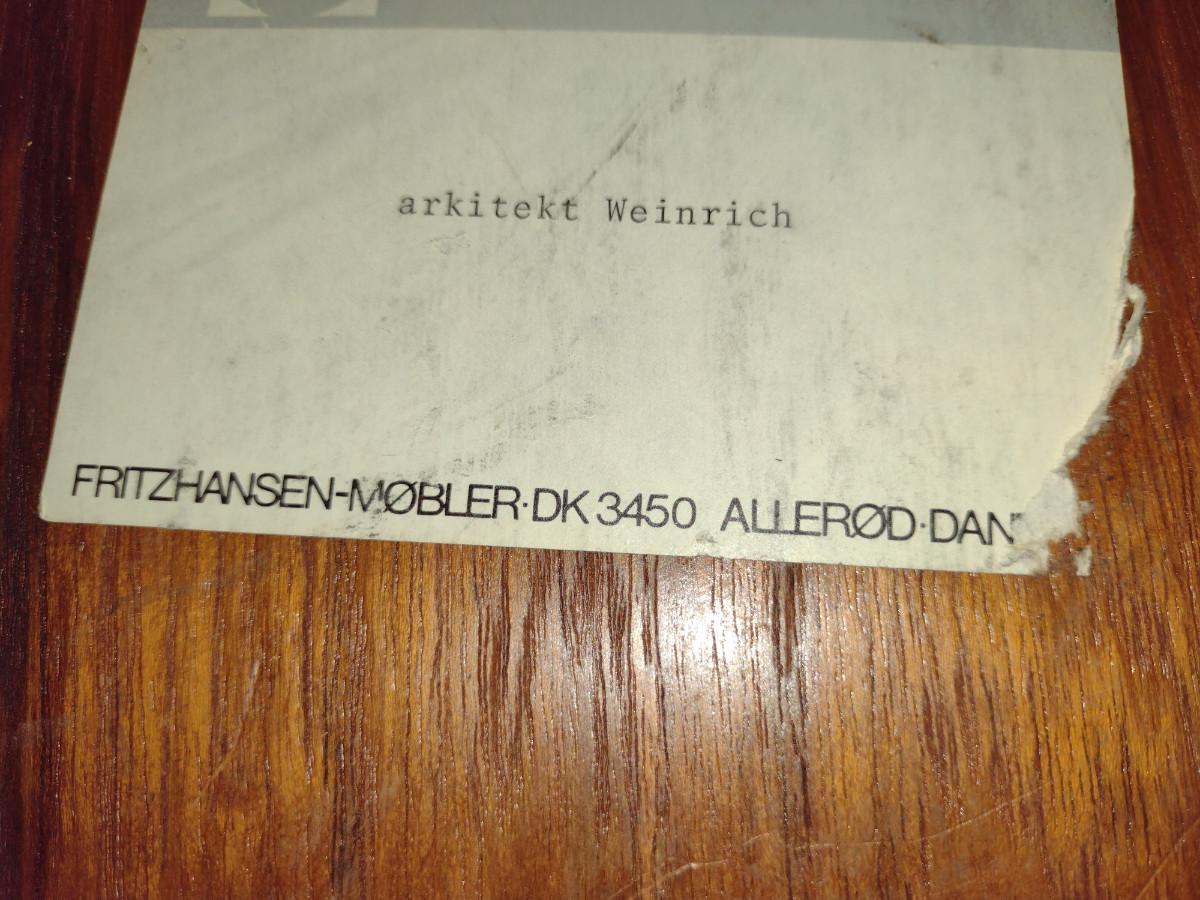 arkitekt Weinrich
FRITZHANSEN-MØBLER·DK 3450 ALLERØD·DAN